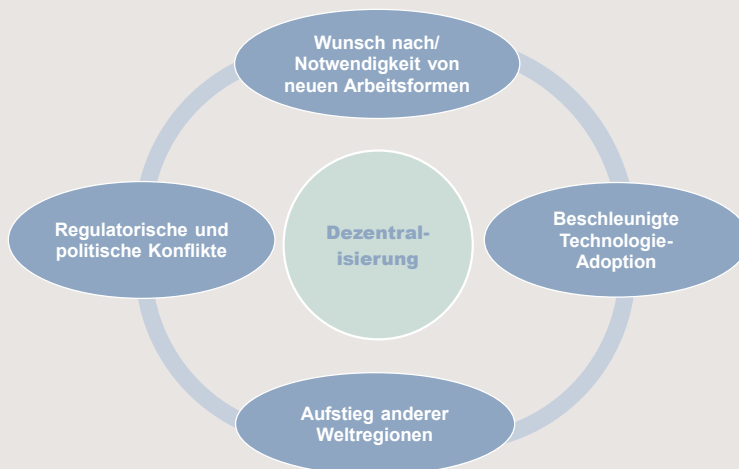 Wunsch nach/
Notwendigkeit von
neuen Arbeitsformen
Regulatorische und
politische Konflikte
Dezentral-
isierung
Beschleunigte
Technologie-
Adoption
Aufstieg anderer
Weltregionen